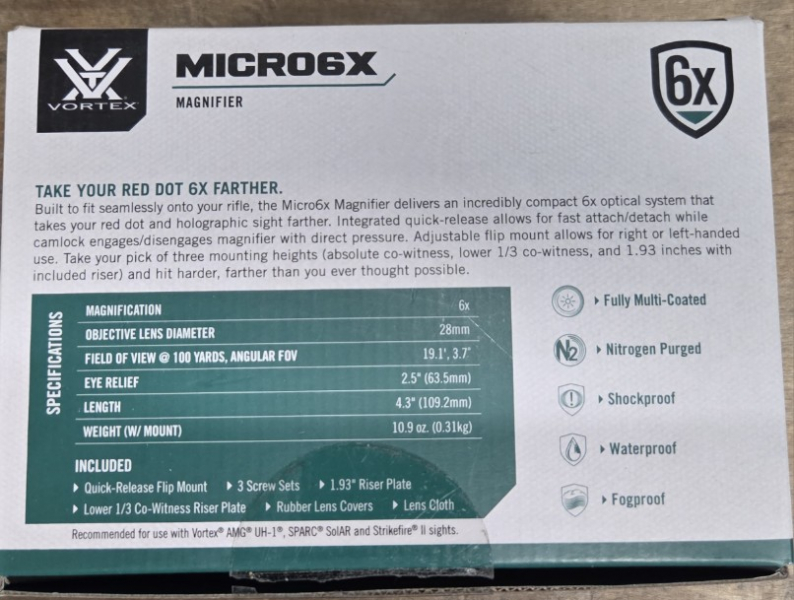 VORTEX®
MICRO6X
MAGNIFIER
6x
TAKE YOUR RED DOT 6X FARTHER.
Built to fit seamlessly onto your rifle, the Micro6x Magnifier delivers an incredibly compact 6x optical system that
takes your red dot and holographic sight farther. Integrated quick-release allows for fast attach/detach while
camlock engages/disengages magnifier with direct pressure. Adjustable flip mount allows for right or left-handed
use. Take your pick of three mounting heights (absolute co-witness, lower 1/3 co-witness, and 1.93 inches with
included riser) and hit harder, farther than you ever thought possible.
SPECIFICATIONS
MAGNIFICATION 6x
OBJECTIVE LENS DIAMETER 28mm
FIELD OF VIEW @ 100 YARDS, ANGULAR FOV 19.1', 3.7°
EYE RELIEF 2.5" (63.5mm)
LENGTH 4.3" (109.2mm)
WEIGHT (W/ MOUNT) 10.9 oz. (0.31kg)
INCLUDED
Quick-Release Flip Mount 3 Screw Sets 1.93" Riser Plate
Lower 1/3 Co-Witness Riser Plate Rubber Lens Covers Lens Cloth
Recommended for use with Vortex® AMG® UH-1®, SPARC® SolAR and Strikefire® II sights.
Fully Multi-Coated
N2 Nitrogen Purged
Shockproof
Waterproof
Fogproof